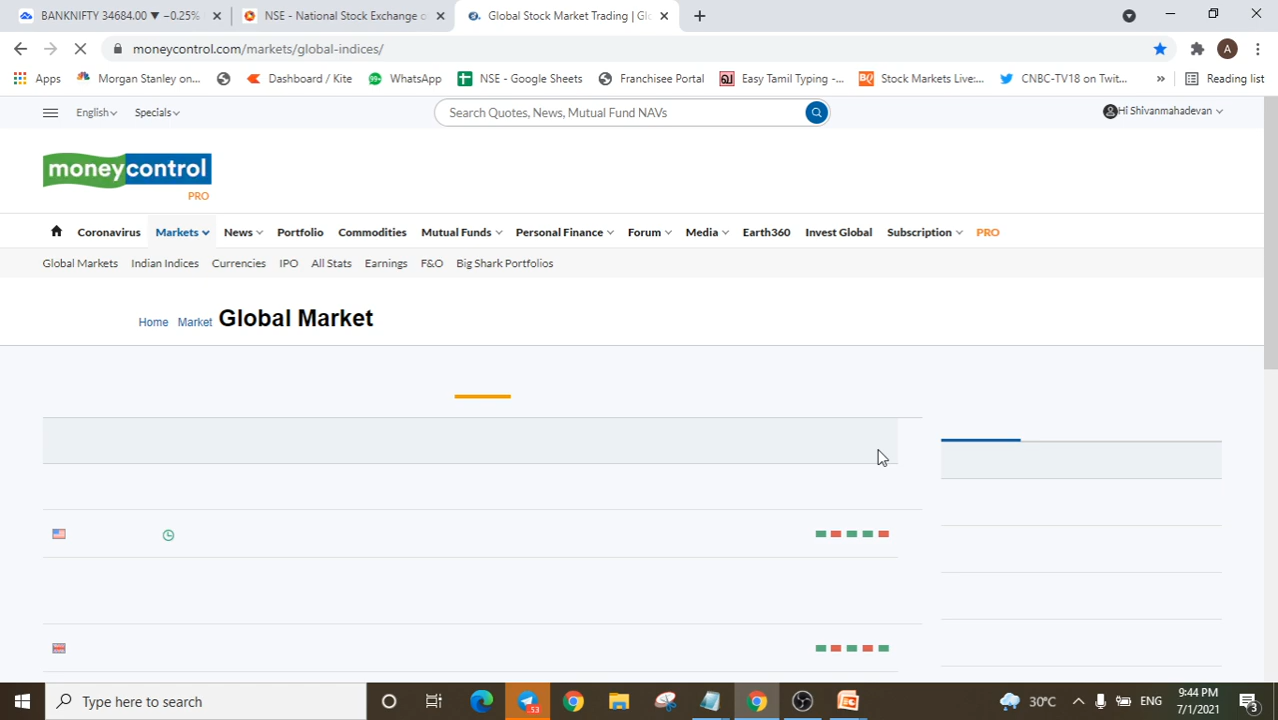 BANKNIFTY 34684.00 ▼ −0.25%
NSE - National Stock Exchange o
Global Stock Market Trading | Glo
moneycontrol.com/markets/global-indices/
A
Apps
Morgan Stanley on...
Dashboard / Kite
99+
WhatsApp
NSE - Google Sheets
Franchisee Portal
Easy Tamil Typing -...
BQ
Stock Markets Live:...
CNBC-TV18 on Twit...
»
Reading list
English
Specials
Search Quotes, News, Mutual Fund NAVs
Hi Shivanmahadevan
moneycontrol
PRO
Coronavirus
Markets
News
Portfolio
Commodities
Mutual Funds
Personal Finance
Forum
Media
Earth360
Invest Global
Subscription
PRO
Global Markets
Indian Indices
Currencies
IPO
All Stats
Earnings
F&O
Big Shark Portfolios
Home
Market
Global Market
Type here to search
53
30°C
ENG
9:44 PM
7/1/2021
3